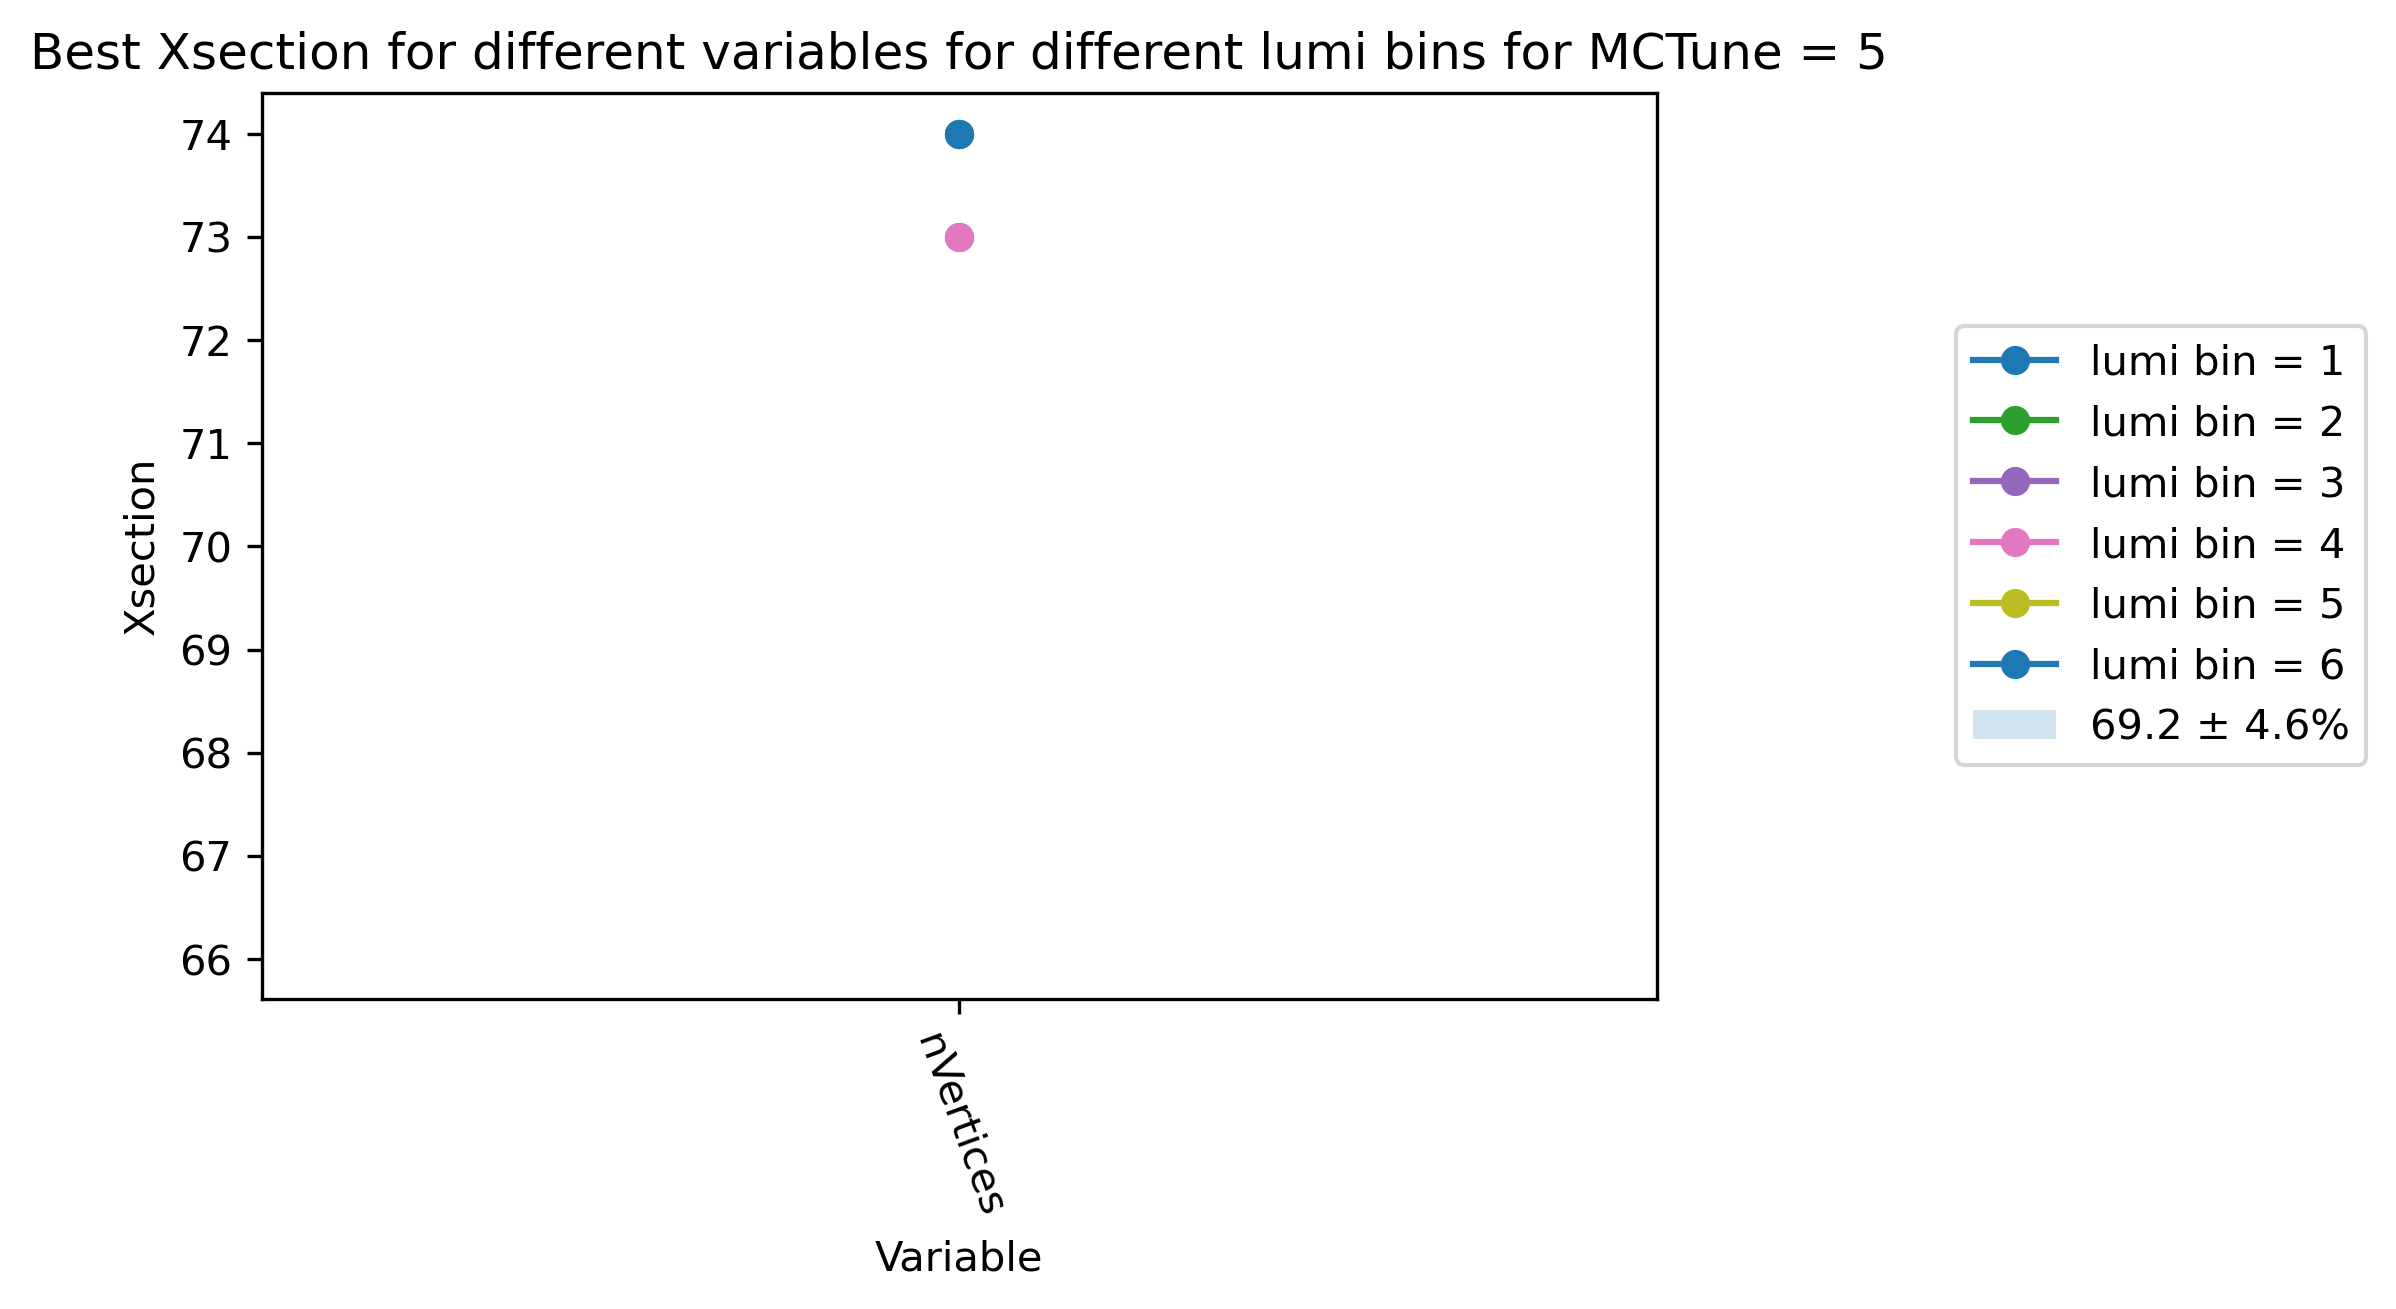 Best Xsection for different variables for different lumi bins for MCTune = 5
74
73
72
71
70
69
68
67
66
Xsection
nVertices
Variable
lumi bin = 1
lumi bin = 2
lumi bin = 3
lumi bin = 4
lumi bin = 5
lumi bin = 6
69.2 ± 4.6%